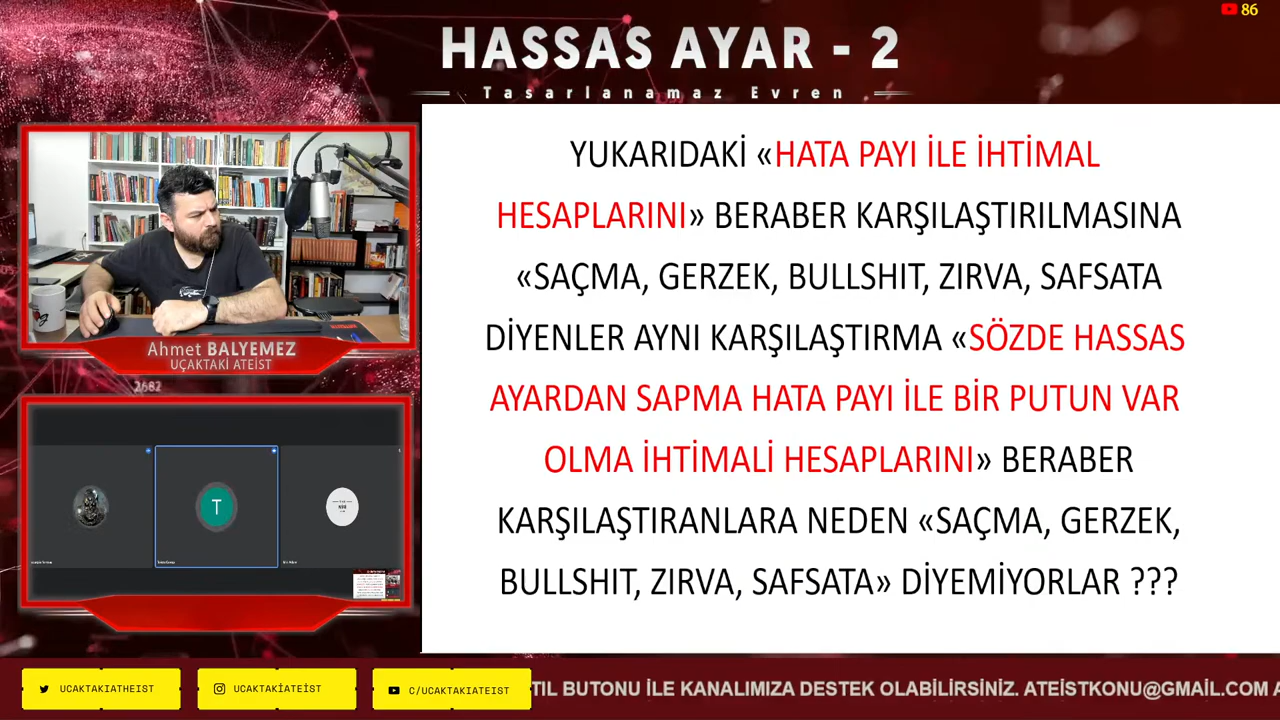 86
HASSAS AYAR - 2
Tasarlanamaz Evren
YUKARIDAKİ «HATA PAYI İLE İHTİMAL
HESAPLARINI» BERABER KARŞILAŞTIRILMASINA
«SAÇMA, GERZEK, BULLSHIT, ZIRVA, SAFSATA
DİYENLER AYNI KARŞILAŞTIRMA «SÖZDE HASSAS
AYARDAN SAPMA HATA PAYI İLE BİR PUTUN VAR
OLMA İHTİMALİ HESAPLARINI» BERABER
KARŞILAŞTIRANLARA NEDEN «SAÇMA, GERZEK,
BULLSHIT, ZIRVA, SAFSATA» DİYEMİYORLAR ???
Ahmet BALYEMEZ
UÇAKTAKİ ATEİST
2682
T
UCAKTAKIATHEIST
UCAKTAKİATEİST
C/UCAKTAKIATEIST
TIL BUTONU İLE KANALIMIZA DESTEK OLABİLİRSİNİZ. ATEİSTKONU@GMAIL.COM A